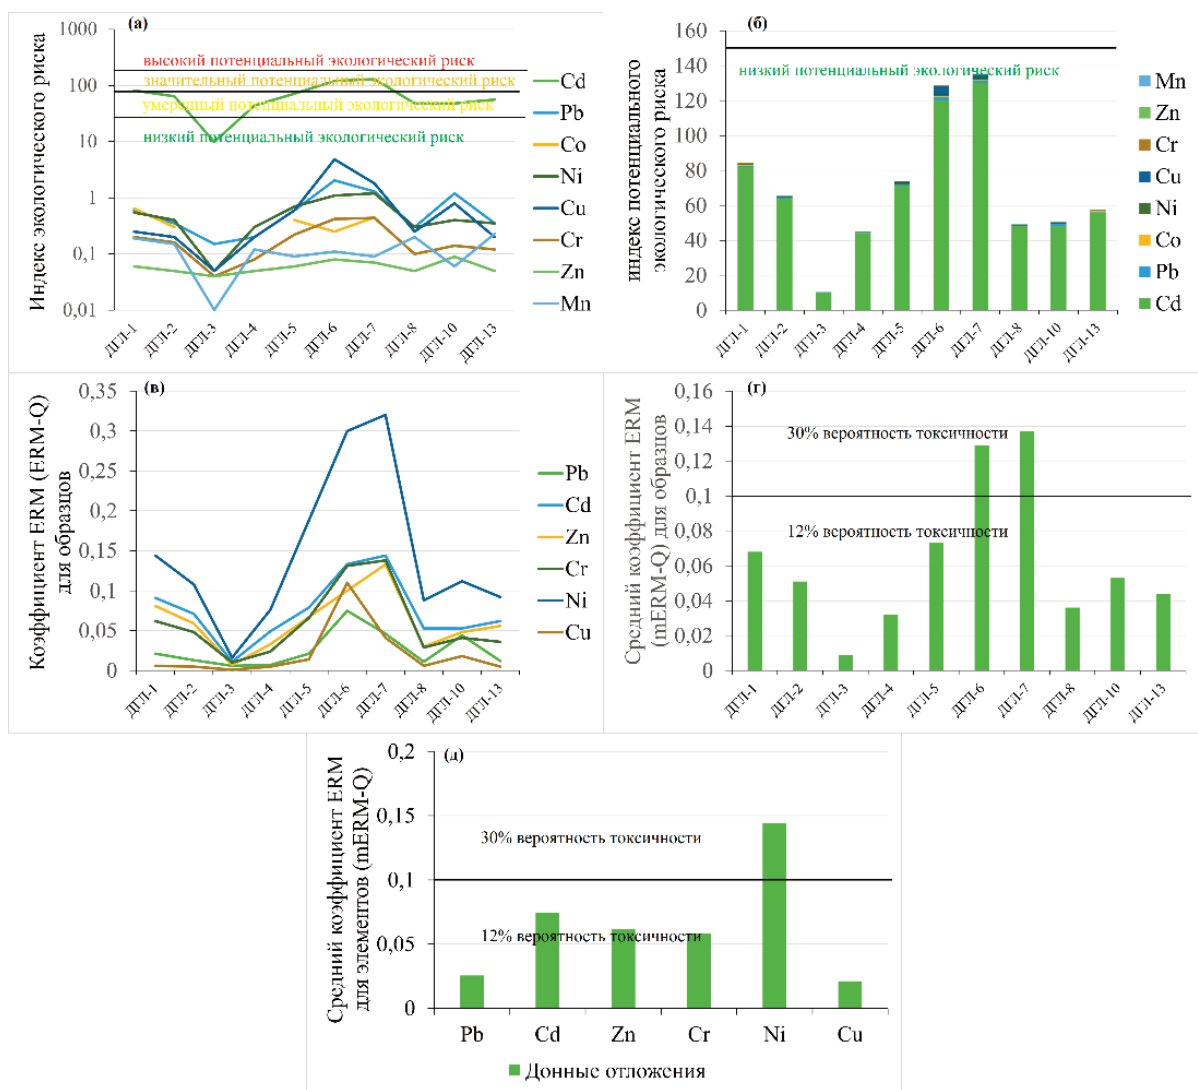 (а)
Индекс экологического риска
1000
100
10
1
0,1
0,01
высокий потенциальный экологический риск
значительный потенциальный экологический риск
умеренный потенциальный экологический риск
низкий потенциальный экологический риск
ДГЛ-1
ДГЛ-2
ДГЛ-3
ДГЛ-4
ДГЛ-5
ДГЛ-6
ДГЛ-7
ДГЛ-8
ДГЛ-10
ДГЛ-13
Cd
Pb
Co
Ni
Cu
Cr
Zn
Mn
(б)
индекс потенциального
экологического риска
160
140
120
100
80
60
40
20
0
низкий потенциальный экологический риск
ДГЛ-1
ДГЛ-2
ДГЛ-3
ДГЛ-4
ДГЛ-5
ДГЛ-6
ДГЛ-7
ДГЛ-8
ДГЛ-10
ДГЛ-13
Mn
Zn
Cr
Cu
Ni
Co
Pb
Cd
(в)
Коэффициент ERM (ERM-Q)
для образцов
0,35
0,3
0,25
0,2
0,15
0,1
0,05
0
ДГЛ-1
ДГЛ-2
ДГЛ-3
ДГЛ-4
ДГЛ-5
ДГЛ-6
ДГЛ-7
ДГЛ-8
ДГЛ-10
ДГЛ-13
Pb
Cd
Zn
Cr
Ni
Cu
(г)
Средний коэффициент ERM
(mERM-Q) для образцов
0,16
0,14
0,12
0,1
0,08
0,06
0,04
0,02
0
30% вероятность токсичности
12% вероятность токсичности
ДГЛ-1
ДГЛ-2
ДГЛ-3
ДГЛ-4
ДГЛ-5
ДГЛ-6
ДГЛ-7
ДГЛ-8
ДГЛ-10
ДГЛ-13
(д)
Средний коэффициент ERM
для элементов (mERM-Q)
0,2
0,15
0,1
0,05
0
30% вероятность токсичности
12% вероятность токсичности
Pb
Cd
Zn
Cr
Ni
Cu
Донные отложения